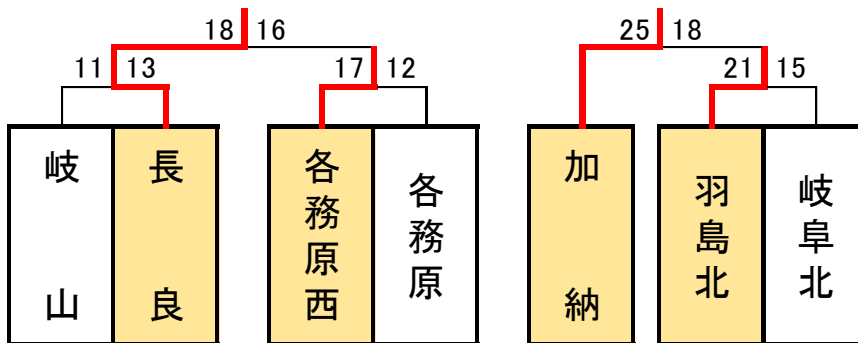 18 16
25 18
11 13
17 12
21 15
岐山
長良
各務原西
各務原
加納
羽島北
岐阜北